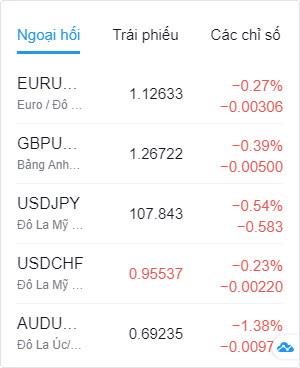 Ngoại hối Trái phiếu Các chỉ số
EURU... 1.12633 −0.27%
Euro / Đô ... −0.00306
GBPU... 1.26722 −0.39%
Bảng Anh... −0.00500
USDJPY 107.843 −0.54%
Đô La Mỹ ... −0.583
USDCHF 0.95537 −0.23%
Đô La Mỹ ... −0.00220
AUDU... 0.69235 −1.38%
Đô La Úc/...